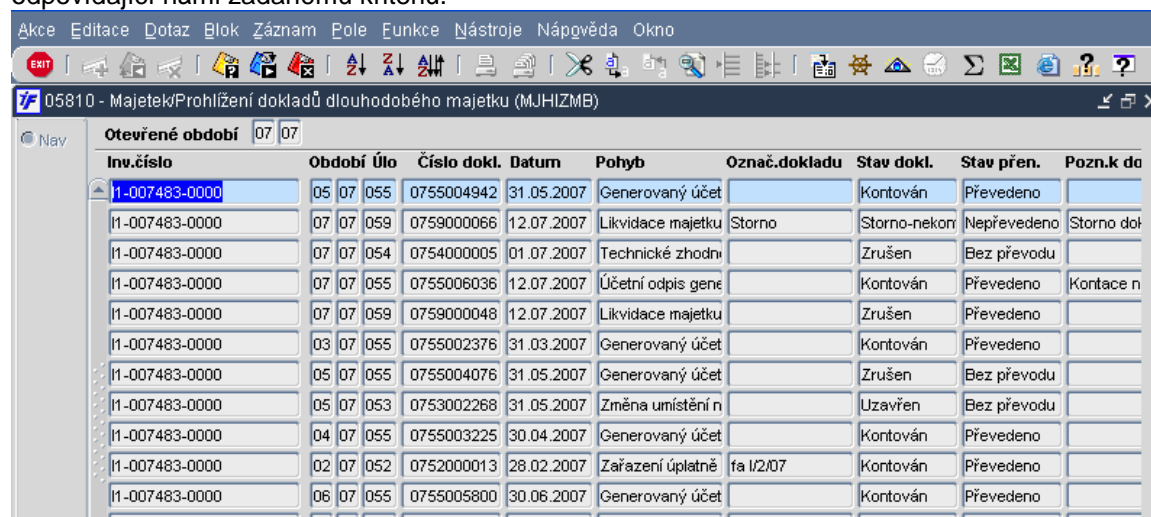 odpovídající námi zadanému kritériu.
Akce Editace Dotaz Blok Záznam Pole Funkce Nástroje Nápověda Okno
EXIT
05810 - Majetek/Prohlížení dokladů dlouhodobého majetku (MJHIZMB)
Nav Otevřené období 07 07
Inv.číslo Období Úlo Číslo dokl. Datum Pohyb Označ.dokladu Stav dokl. Stav přen. Pozn.k do
I1-007483-0000 05 07 055 0755004942 31.05.2007 Generovaný účet Kontován Převedeno
I1-007483-0000 07 07 059 0759000066 12.07.2007 Likvidace majetku Storno Storno-nekon Nepřevedeno Storno dok
I1-007483-0000 07 07 054 0754000005 01.07.2007 Technické zhodn Zrušen Bez převodu
I1-007483-0000 07 07 055 0755006036 12.07.2007 Účetní odpis gene Kontován Převedeno Kontace n
I1-007483-0000 07 07 059 0759000048 12.07.2007 Likvidace majetku Zrušen Převedeno
I1-007483-0000 03 07 055 0755002376 31.03.2007 Generovaný účet Kontován Převedeno
I1-007483-0000 05 07 055 0755004076 31.05.2007 Generovaný účet Zrušen Bez převodu
I1-007483-0000 05 07 053 0753002268 31.05.2007 Změna umístění n Uzavřen Bez převodu
I1-007483-0000 04 07 055 0755003225 30.04.2007 Generovaný účet Kontován Převedeno
I1-007483-0000 02 07 052 0752000013 28.02.2007 Zařazení úplatně fa I/2/07 Kontován Převedeno
I1-007483-0000 06 07 055 0755005800 30.06.2007 Generovaný účet Kontován Převedeno